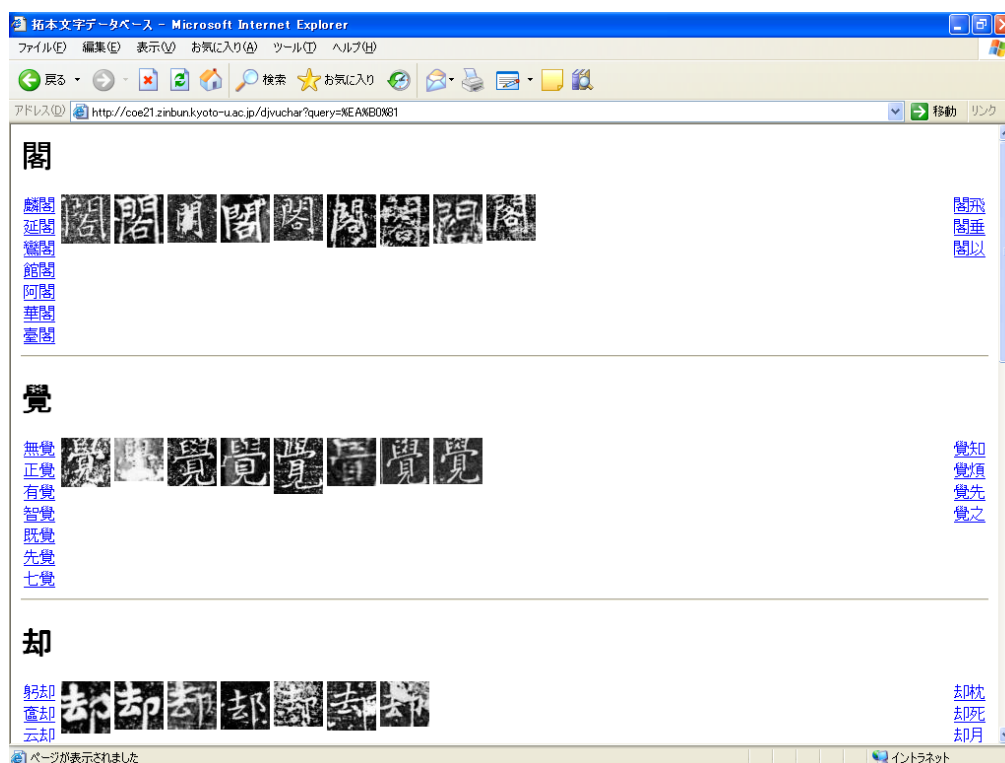 拓本文字データベース - Microsoft Internet Explorer
ファイル(F) 編集(E) 表示(V) お気に入り(A) ツール(T) ヘルプ(H)
戻る 検索 お気に入り
アドレス(D) http://coe21.zinbun.kyoto-u.ac.jp/djvuchar?query=%EA%B0%81 移動 リンク
閣
麟閣 閣飛
延閣 閣垂
鸞閣 閣以
館閣
阿閣
華閣
臺閣
覺
無覺 覺知
正覺 覺煩
有覺 覺先
智覺 覺之
既覺
先覺
七覺
却
躬却 却枕
奩却 却死
云却 却月
ページが表示されました イントラネット